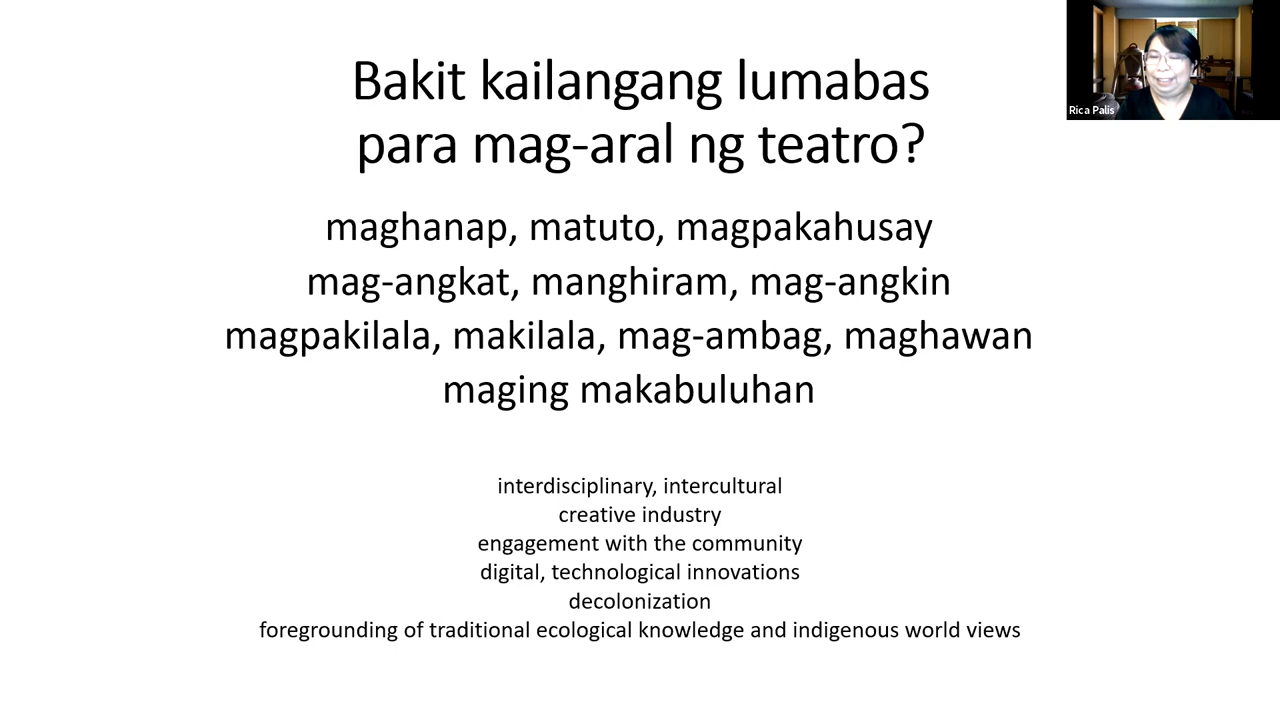 Bakit kailangang lumabas
para mag-aral ng teatro?
maghanap, matuto, magpakahusay
mag-angkat, manghiram, mag-angkin
magpakilala, makilala, mag-ambag, maghawan
maging makabuluhan
interdisciplinary, intercultural
creative industry
engagement with the community
digital, technological innovations
decolonization
foregrounding of traditional ecological knowledge and indigenous world views
Rica Palis